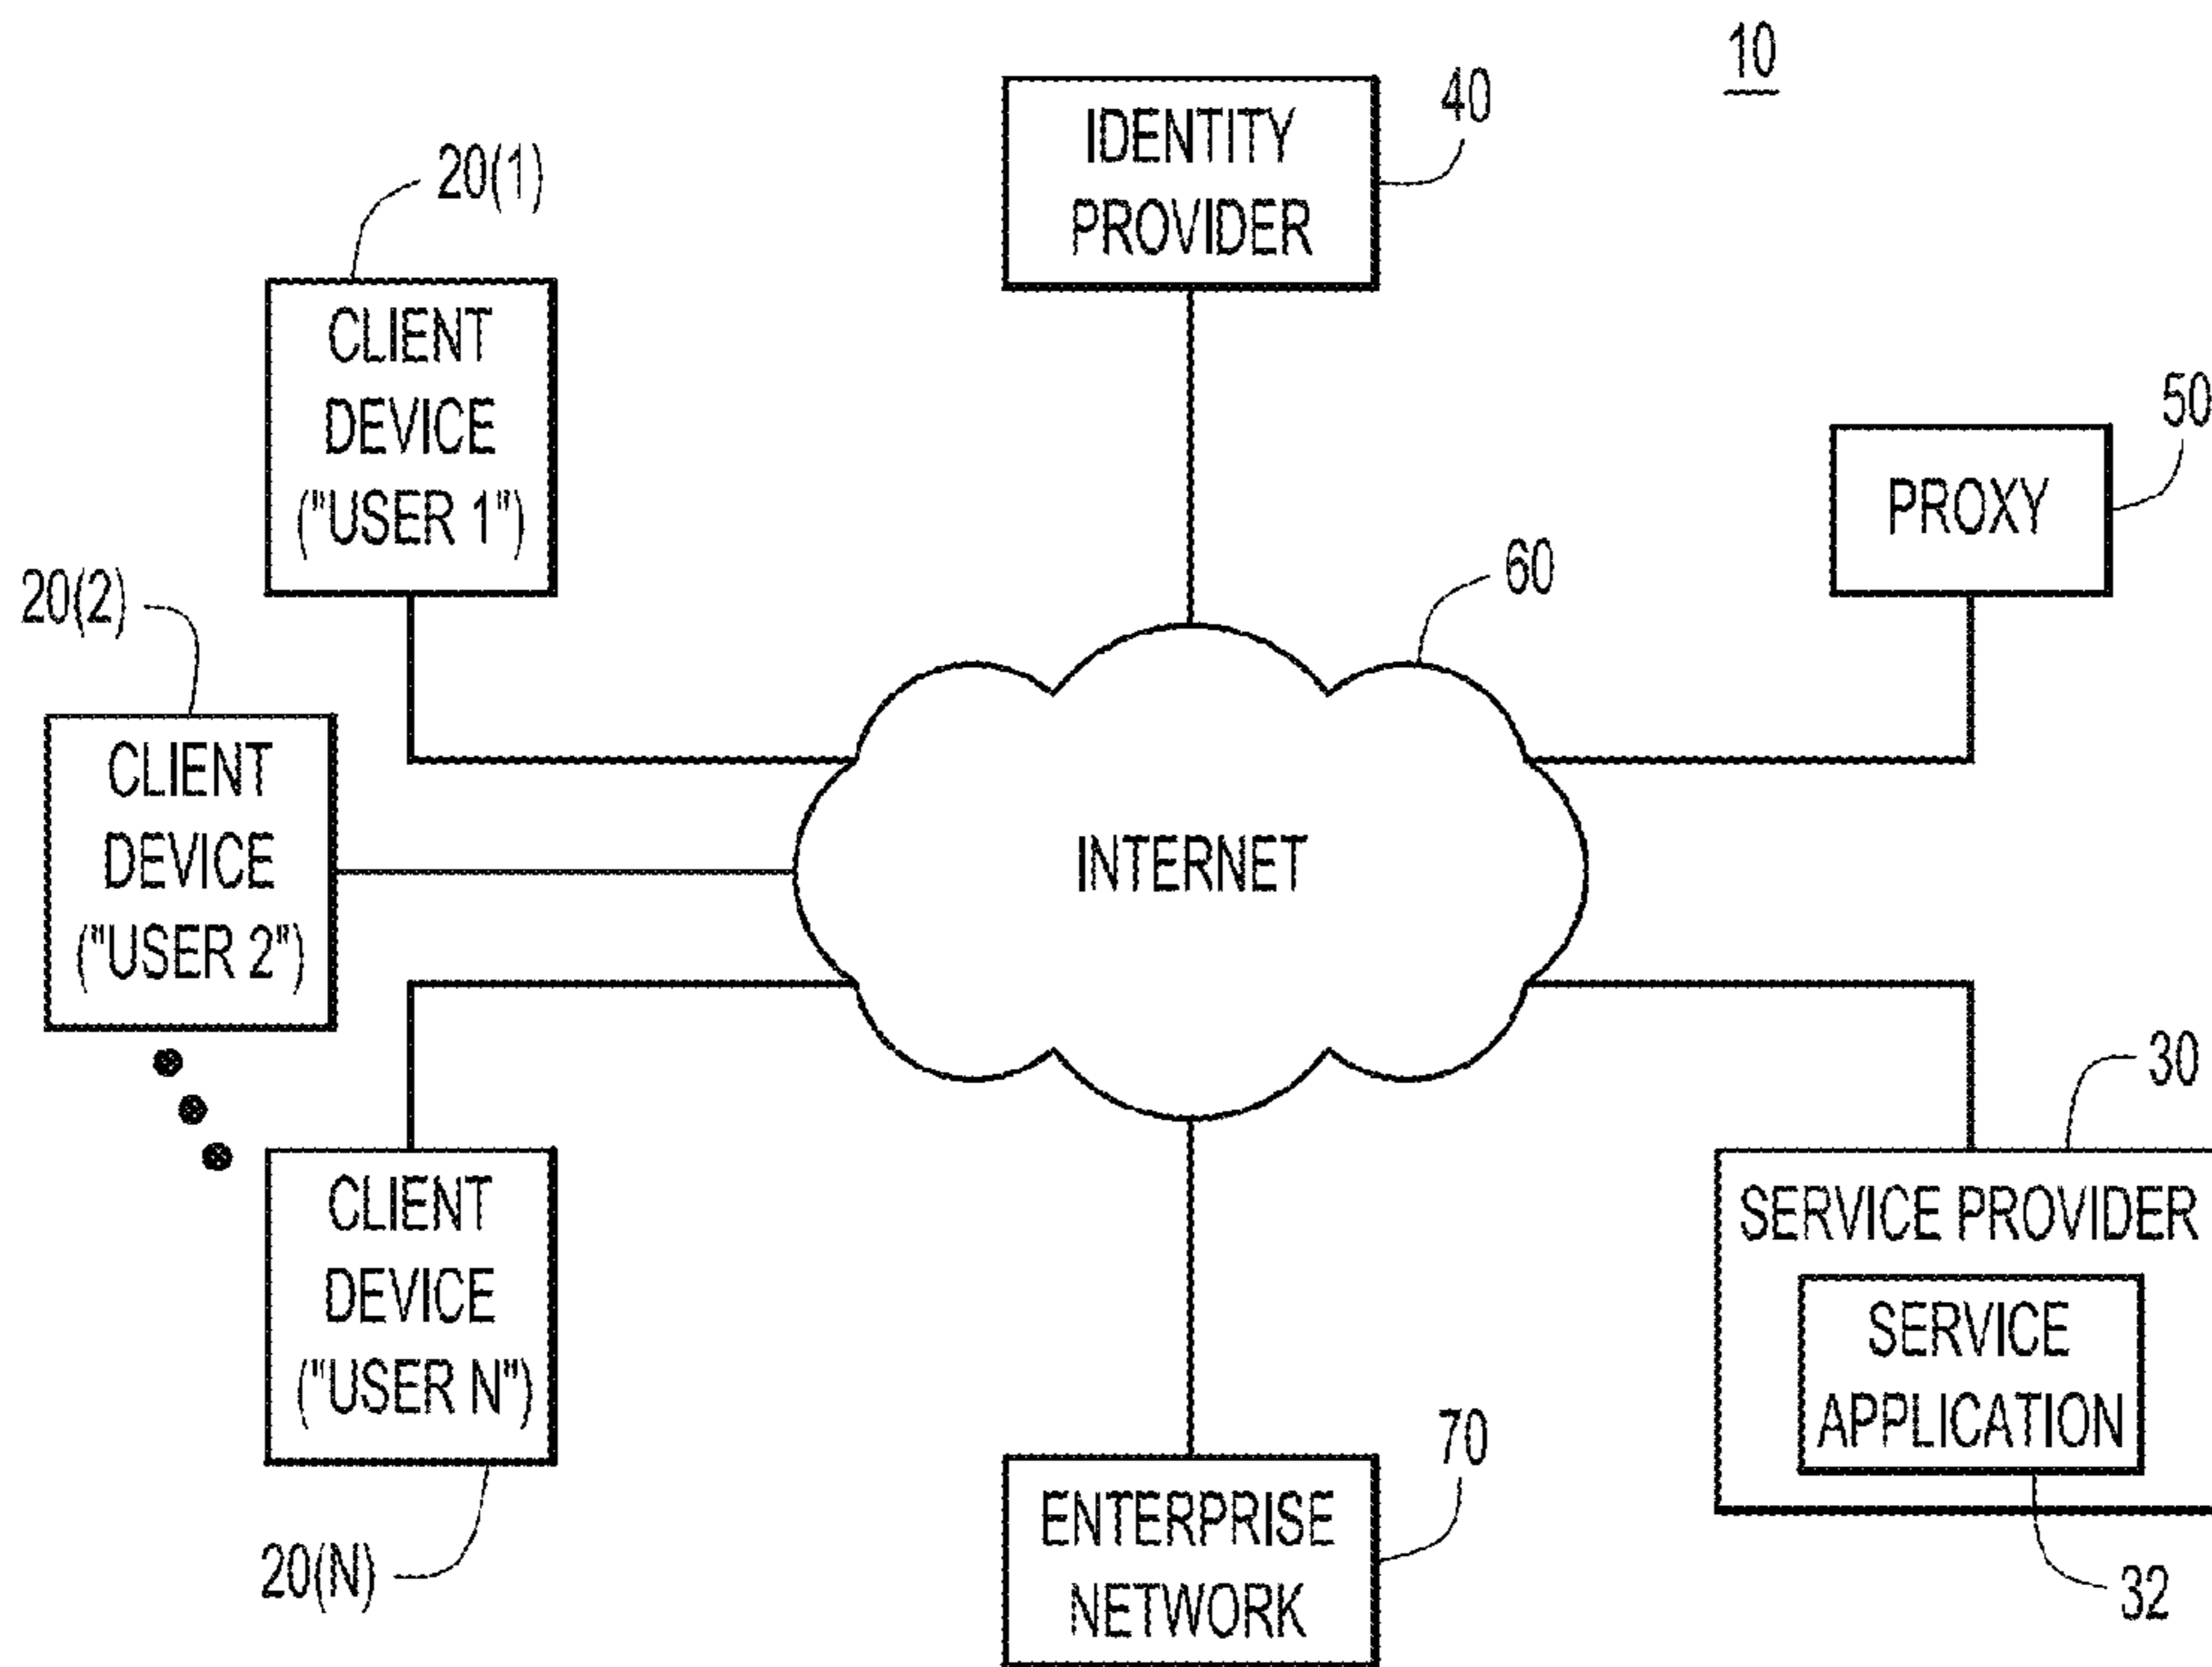 10
IDENTITY
PROVIDER
40
20(1)
CLIENT
DEVICE
("USER 1")
50
PROXY
60
20(2)
CLIENT
DEVICE
("USER 2")
INTERNET
30
SERVICE PROVIDER
SERVICE
APPLICATION
32
CLIENT
DEVICE
("USER N")
20(N)
70
ENTERPRISE
NETWORK